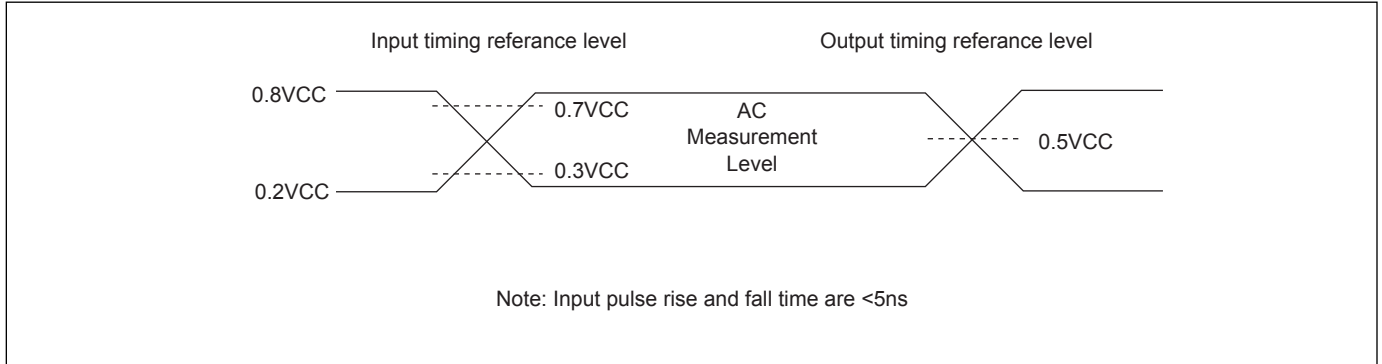 Input timing referance level
Output timing referance level
0.8VCC
0.7VCC
AC
Measurement
Level
0.5VCC
0.3VCC
0.2VCC
Note: Input pulse rise and fall time are <5ns